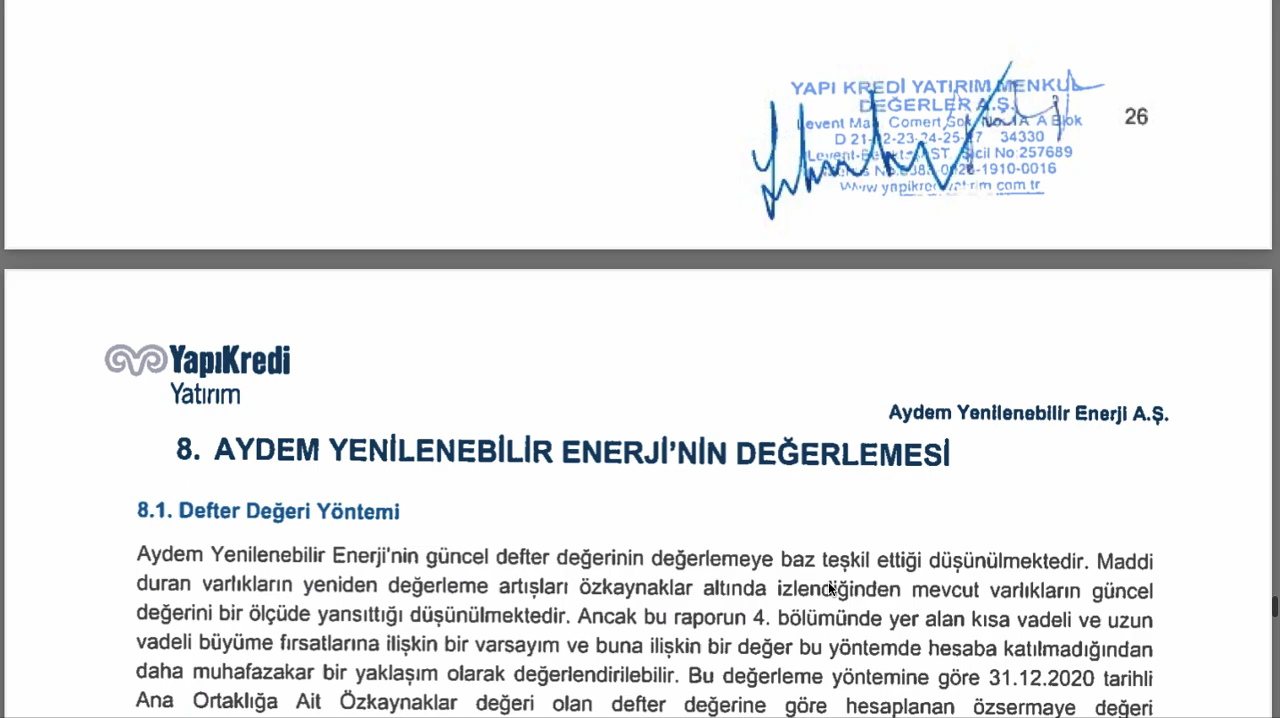 YAPI KREDİ YATIRIM MENKUL
DEĞERLER A.Ş.
Levent Mah. Comert Sok. No: 1A A Blok
34330
Sicil No 257689
-1910-0016
26
YapıKredi
Yatırım
Aydem Yenilenebilir Enerji A.Ş.
8. AYDEM YENİLENEBİLİR ENERJİ'NİN DEĞERLEMESİ
8.1. Defter Değeri Yöntemi
Aydem Yenilenebilir Enerji'nin güncel defter değerinin değerlemeye baz teşkil ettiği düşünülmektedir. Maddi
duran varlıkların yeniden değerleme artışları özkaynaklar altında izlendiğinden mevcut varlıkların güncel
değerini bir ölçüde yansıttığı düşünülmektedir. Ancak bu raporun 4. bölümünde yer alan kısa vadeli ve uzun
vadeli büyüme fırsatlarına ilişkin bir varsayım ve buna ilişkin bir değer bu yöntemde hesaba katılmadığından
daha muhafazakar bir yaklaşım olarak değerlendirilebilir. Bu değerleme yöntemine göre 31.12.2020 tarihli
Ana Ortaklığa Ait Özkaynaklar değeri olan defter değerine göre hesaplanan özsermaye değeri